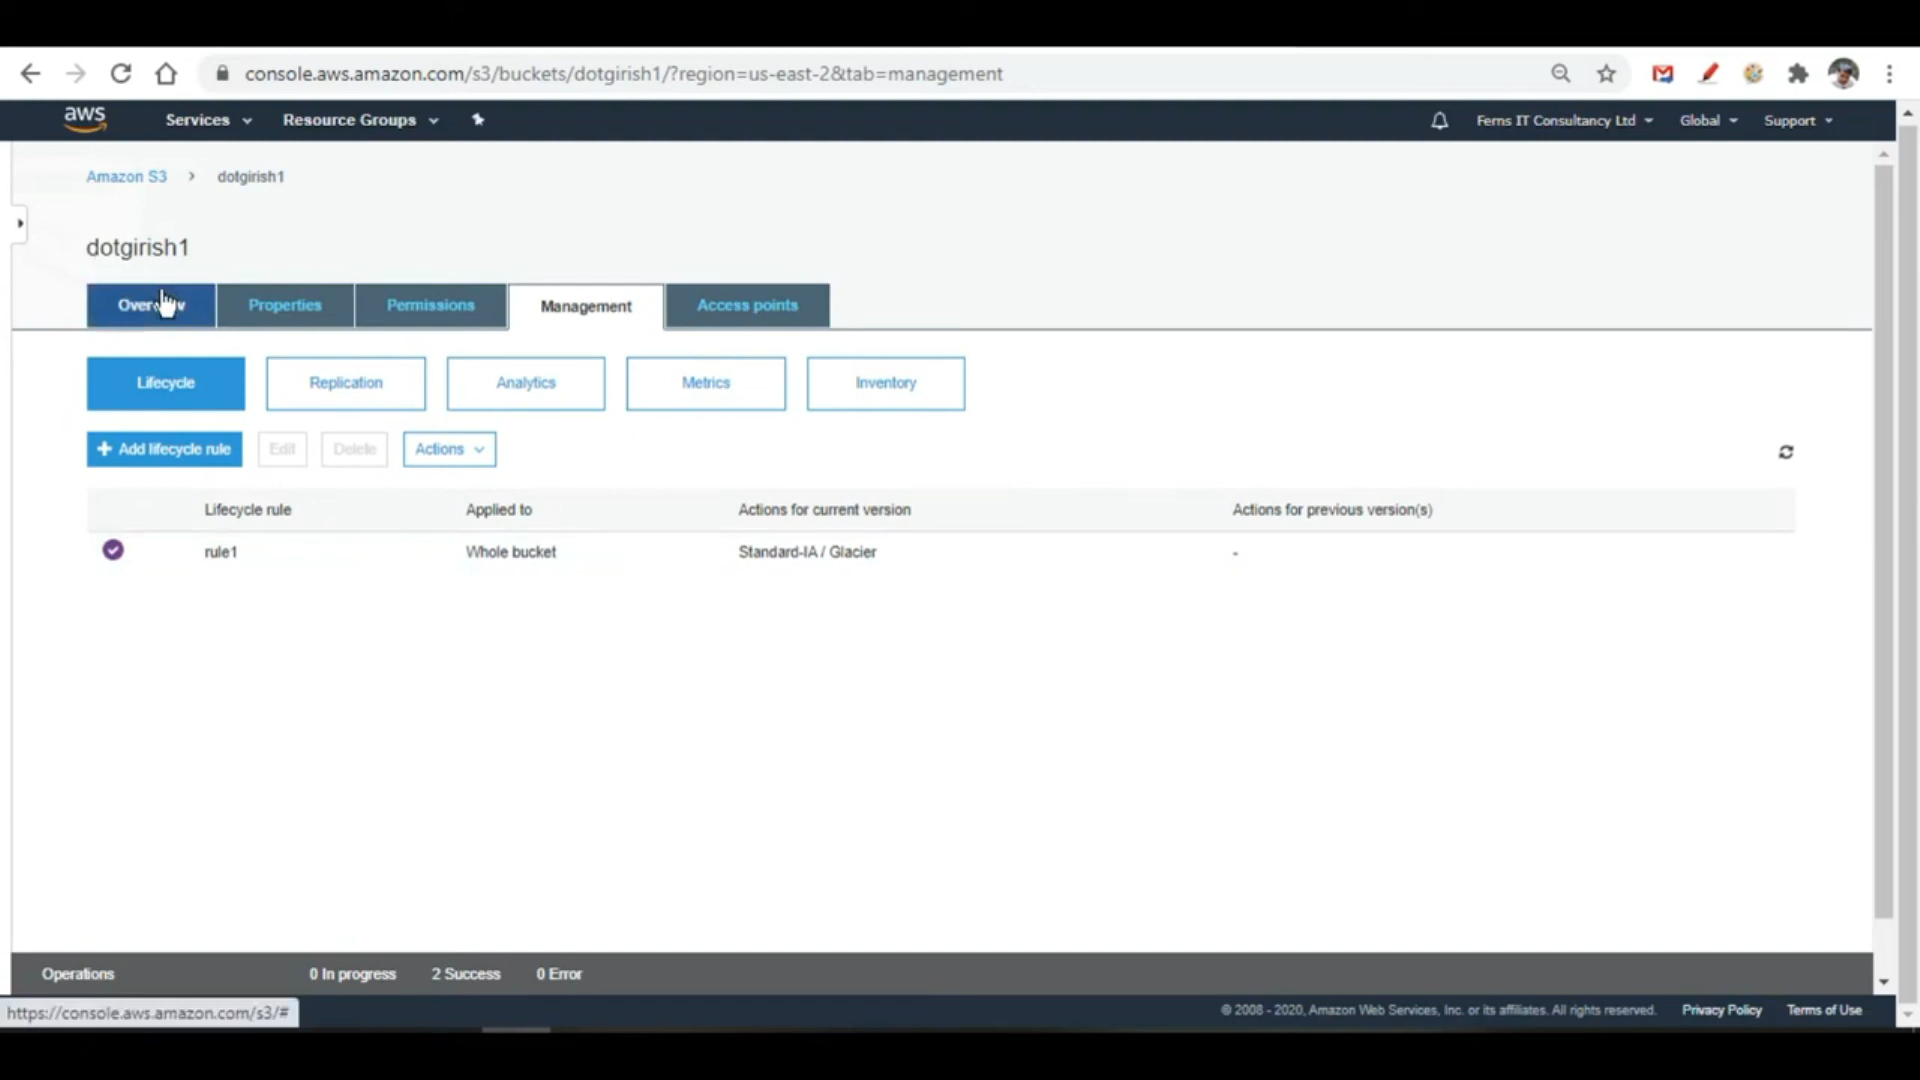 console.aws.amazon.com/s3/buckets/dotgirish1/?region=us-east-2&tab=management
aws Services Resource Groups Ferns IT Consultancy Ltd Global Support
Amazon S3 > dotgirish1
dotgirish1
Overview Properties Permissions Management Access points
Lifecycle Replication Analytics Metrics Inventory
+ Add lifecycle rule Edit Delete Actions
Lifecycle rule Applied to Actions for current version Actions for previous version(s)
rule1 Whole bucket Standard-IA / Glacier -
Operations 0 In progress 2 Success 0 Error
https://console.aws.amazon.com/s3/# © 2008 - 2020, Amazon Web Services, Inc. or its affiliates. All rights reserved. Privacy Policy Terms of Use